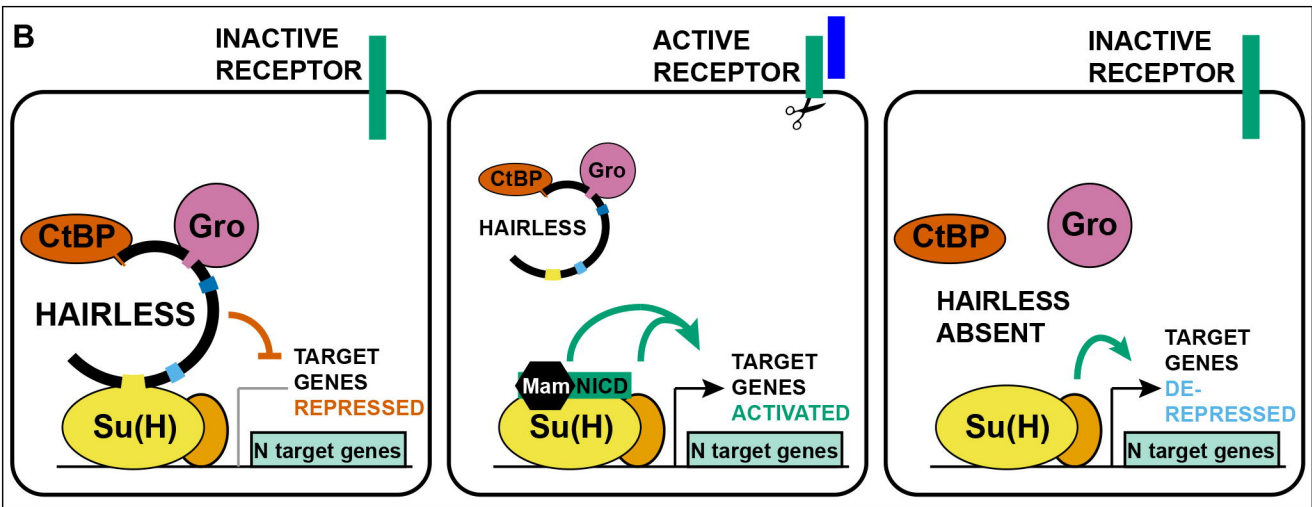 B
INACTIVE
RECEPTOR
CtBP
Gro
HAIRLESS
TARGET
GENES
REPRESSED
Su(H)
N target genes
ACTIVE
RECEPTOR
CtBP
Gro
HAIRLESS
Mam
NICD
TARGET
GENES
ACTIVATED
Su(H)
N target genes
INACTIVE
RECEPTOR
CtBP
Gro
HAIRLESS
ABSENT
TARGET
GENES
DE-
REPRESSED
Su(H)
N target genes